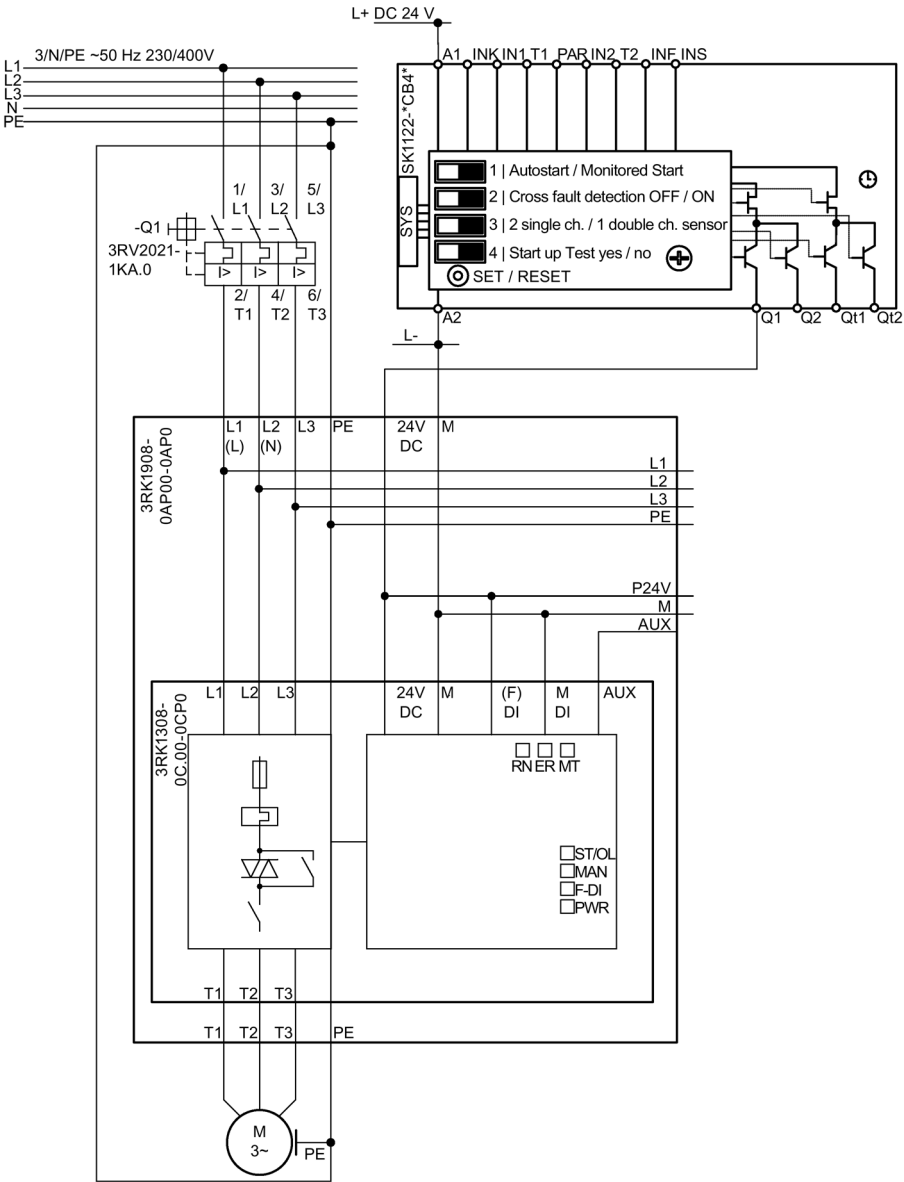 L+ DC 24 V
3/N/PE ~50 Hz 230/400V
L1
L2
L3
N
PE
A1 INK IN1 T1 PAR IN2 T2 INF INS
SK1122-*CB4*
SYS
1 | Autostart / Monitored Start
2 | Cross fault detection OFF / ON
3 | 2 single ch. / 1 double ch. sensor
4 | Start up Test yes / no
SET / RESET
A2
Q1 Q2 Qt1 Qt2
L-
1/ 3/ 5/
L1 L2 L3
-Q1
3RV2021-
1KA.0
I> I> I>
2/ 4/ 6/
T1 T2 T3
3RK1908-
0AP00-0AP0
L1 L2 L3 PE 24V M
(L) (N) DC
L1
L2
L3
PE
P24V
M
AUX
3RK1308-
0C.00-0CP0
L1 L2 L3 24V M (F) M AUX
DC DI DI
RN ER MT
ST/OL
MAN
F-DI
PWR
T1 T2 T3
T1 T2 T3 PE
M
3~
PE